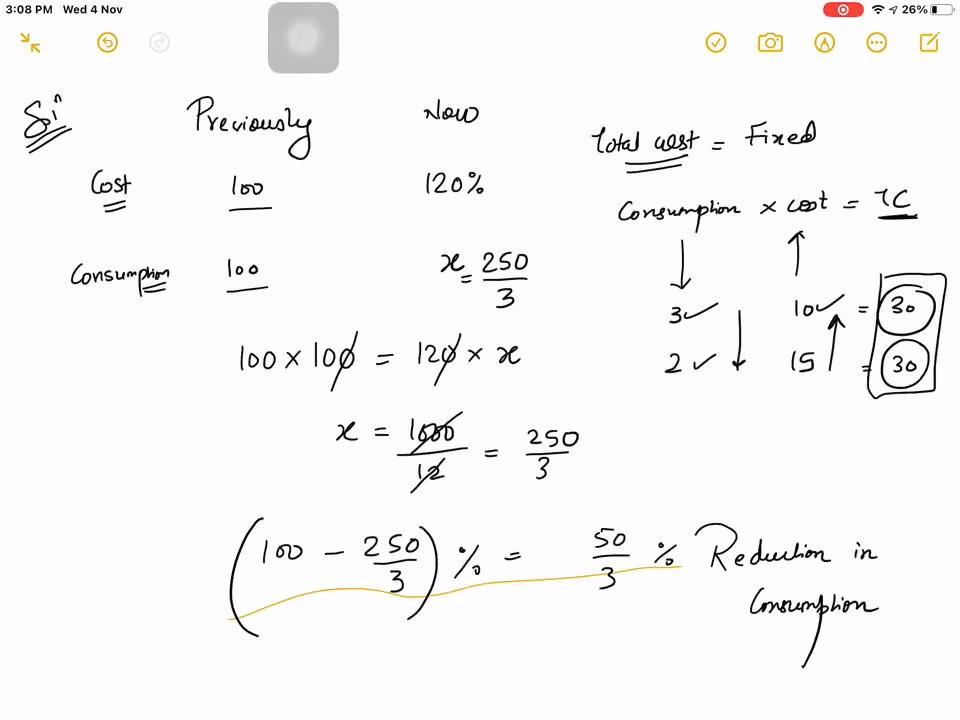 3:08 PM Wed 4 Nov 26%
Sol^n Previously Now
Cost 100 120%
Consumption 100 x = 250/3
100 × 100 = 120 × x
x = 1000/12 = 250/3
(100 - 250/3) % = 50/3 % Reduction in
Consumption
Total cost = Fixed
Consumption × cost = TC
↓ ↑
3 ✓ 10 ✓ = 30
2 ✓ ↓ 15 ↑ = 30